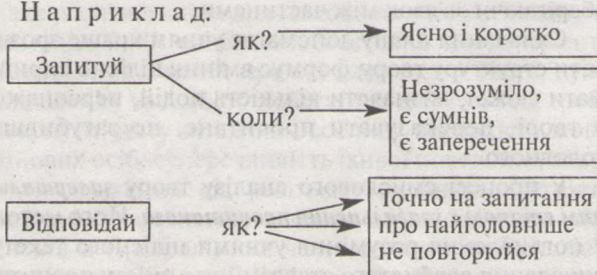 Наприклад:
як?
Ясно і коротко
Запитуй
коли?
Незрозуміло,
є сумнів,
є заперечення
Відповідай
як?
Точно на запитання
про найголовніше
не повторюйся